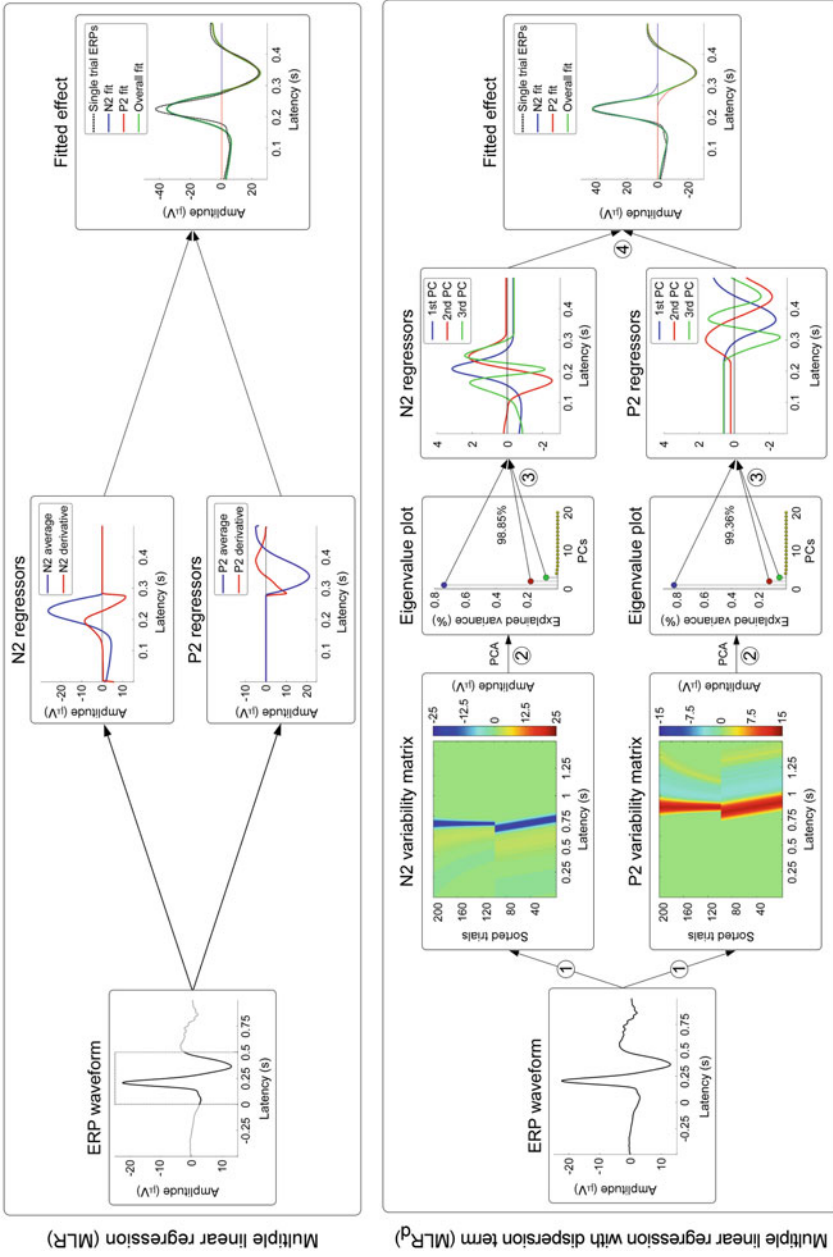 Multiple linear regression (MLR)
ERP waveform
Amplitude (μV)
-20
-10
0
10
-0.25 0 0.25 0.5 0.75
Latency (s)
N2 regressors
N2 average
N2 derivative
Amplitude (μV)
-20
-10
0
10
0.1 0.2 0.3 0.4
Latency (s)
P2 regressors
P2 average
P2 derivative
Amplitude (μV)
-10
0
10
20
0.1 0.2 0.3 0.4
Latency (s)
Fitted effect
Single trial ERPs
N2 fit
P2 fit
Overall fit
Amplitude (μV)
-40
-20
0
20
0.1 0.2 0.3 0.4
Latency (s)
Multiple linear regression with dispersion term (MLRd)
ERP waveform
Amplitude (μV)
-20
-10
0
10
-0.25 0 0.25 0.5 0.75
Latency (s)
1
1
N2 variability matrix
Sorted trials
200
160
120
80
40
0.25 0.5 0.75 1 1.25
Latency (s)
Amplitude (μV)
-25
-12.5
0
12.5
25
P2 variability matrix
Sorted trials
200
160
120
80
40
0.25 0.5 0.75 1 1.25
Latency (s)
Amplitude (μV)
-15
-7.5
0
7.5
15
PCA
2
PCA
2
Eigenvalue plot
Explained variance (%)
0.8
0.6
0.4
0.2
0
98.85%
0 10 20
PCs
Eigenvalue plot
Explained variance (%)
0.8
0.6
0.4
0.2
0
99.36%
0 10 20
PCs
3
3
N2 regressors
1st PC
2nd PC
3rd PC
4
2
0
-2
0.1 0.2 0.3 0.4
Latency (s)
P2 regressors
1st PC
2nd PC
3rd PC
4
2
0
-2
0.1 0.2 0.3 0.4
Latency (s)
4
Fitted effect
Single trial ERPs
N2 fit
P2 fit
Overall fit
Amplitude (μV)
40
20
0
-20
0.1 0.2 0.3 0.4
Latency (s)